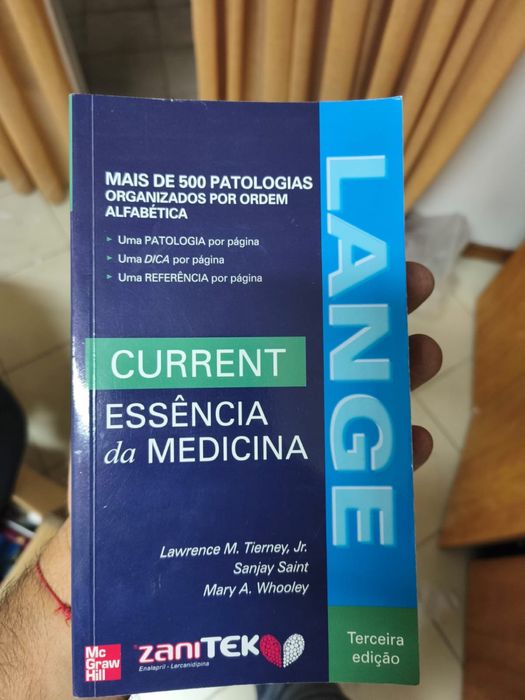 MAIS DE 500 PATOLOGIAS
ORGANIZADOS POR ORDEM
ALFABÉTICA
Uma PATOLOGIA por página
Uma DICA por página
Uma REFERÊNCIA por página
LANGE
CURRENT
ESSÊNCIA
da MEDICINA
Lawrence M. Tierney, Jr.
Sanjay Saint
Mary A. Whooley
Mc
Graw
Hill
zaniTEK
Enalapril - Lercanidipina
Terceira
edição